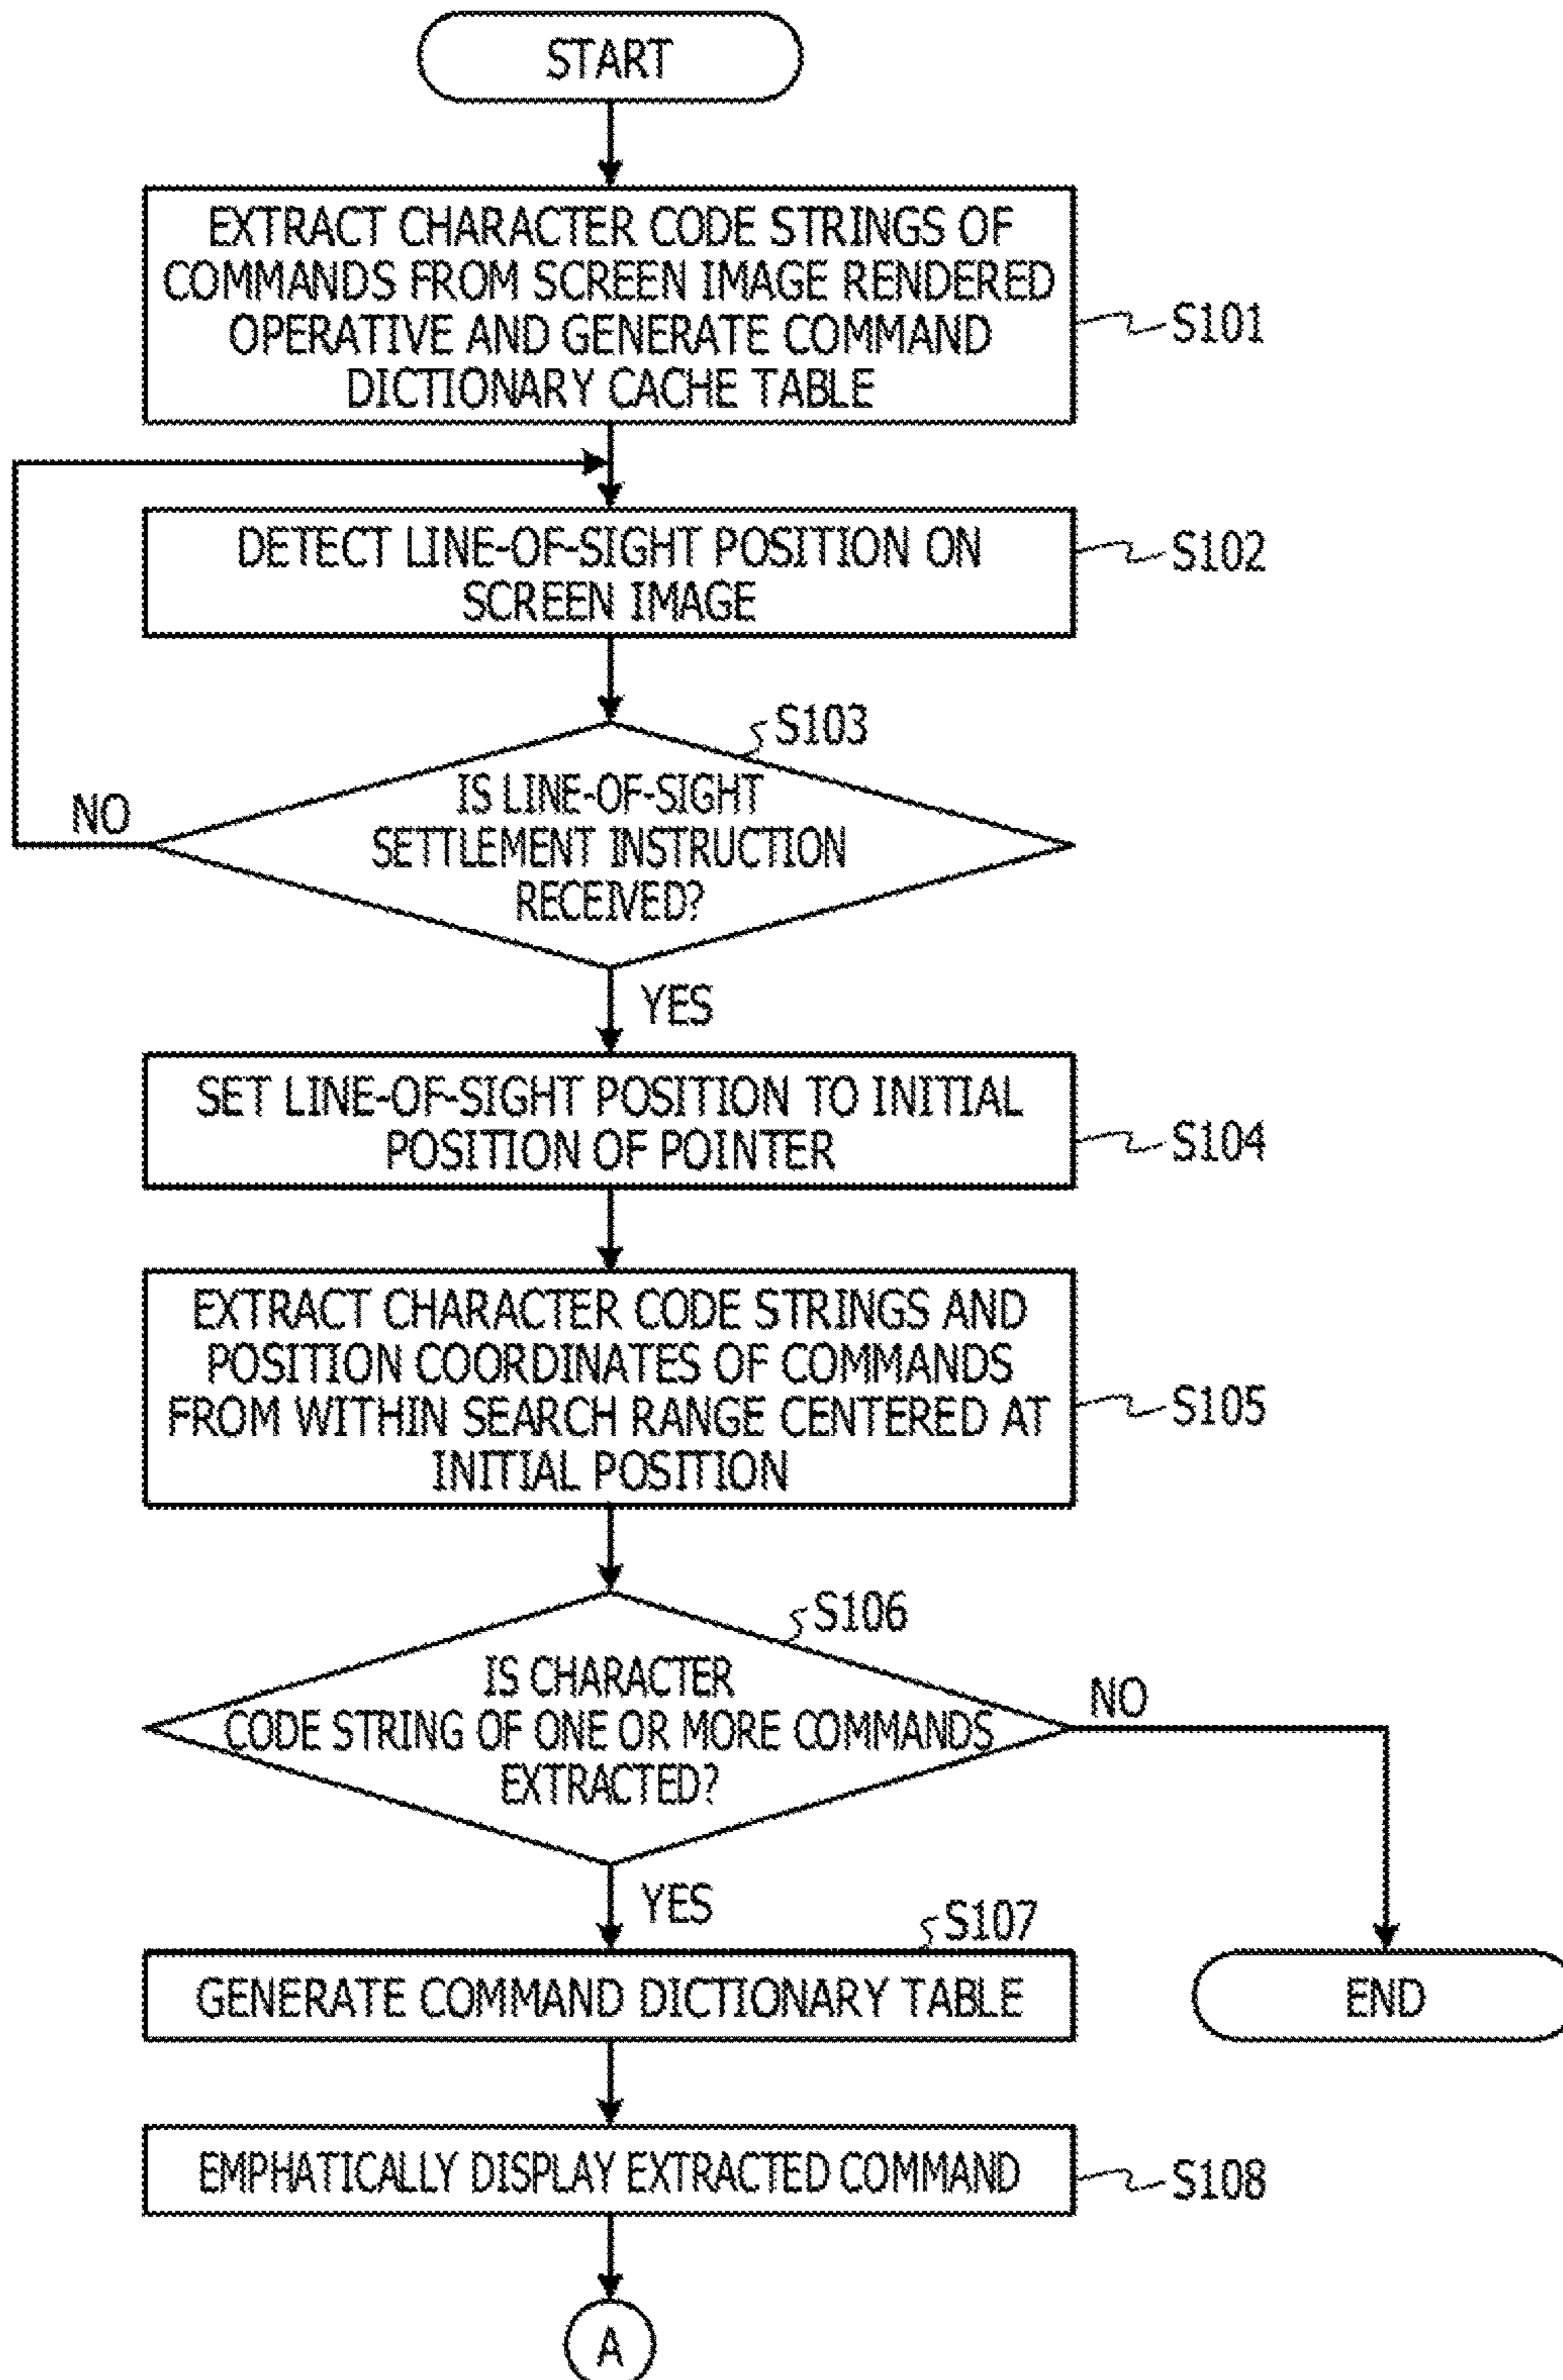 START
EXTRACT CHARACTER CODE STRINGS OF
COMMANDS FROM SCREEN IMAGE RENDERED
OPERATIVE AND GENERATE COMMAND
DICTIONARY CACHE TABLE
S101
DETECT LINE-OF-SIGHT POSITION ON
SCREEN IMAGE
S102
S103
IS LINE-OF-SIGHT
SETTLEMENT INSTRUCTION
RECEIVED?
NO
YES
SET LINE-OF-SIGHT POSITION TO INITIAL
POSITION OF POINTER
S104
EXTRACT CHARACTER CODE STRINGS AND
POSITION COORDINATES OF COMMANDS
FROM WITHIN SEARCH RANGE CENTERED AT
INITIAL POSITION
S105
S106
IS CHARACTER
CODE STRING OF ONE OR MORE COMMANDS
EXTRACTED?
NO
YES
S107
GENERATE COMMAND DICTIONARY TABLE
END
EMPHATICALLY DISPLAY EXTRACTED COMMAND
S108
A